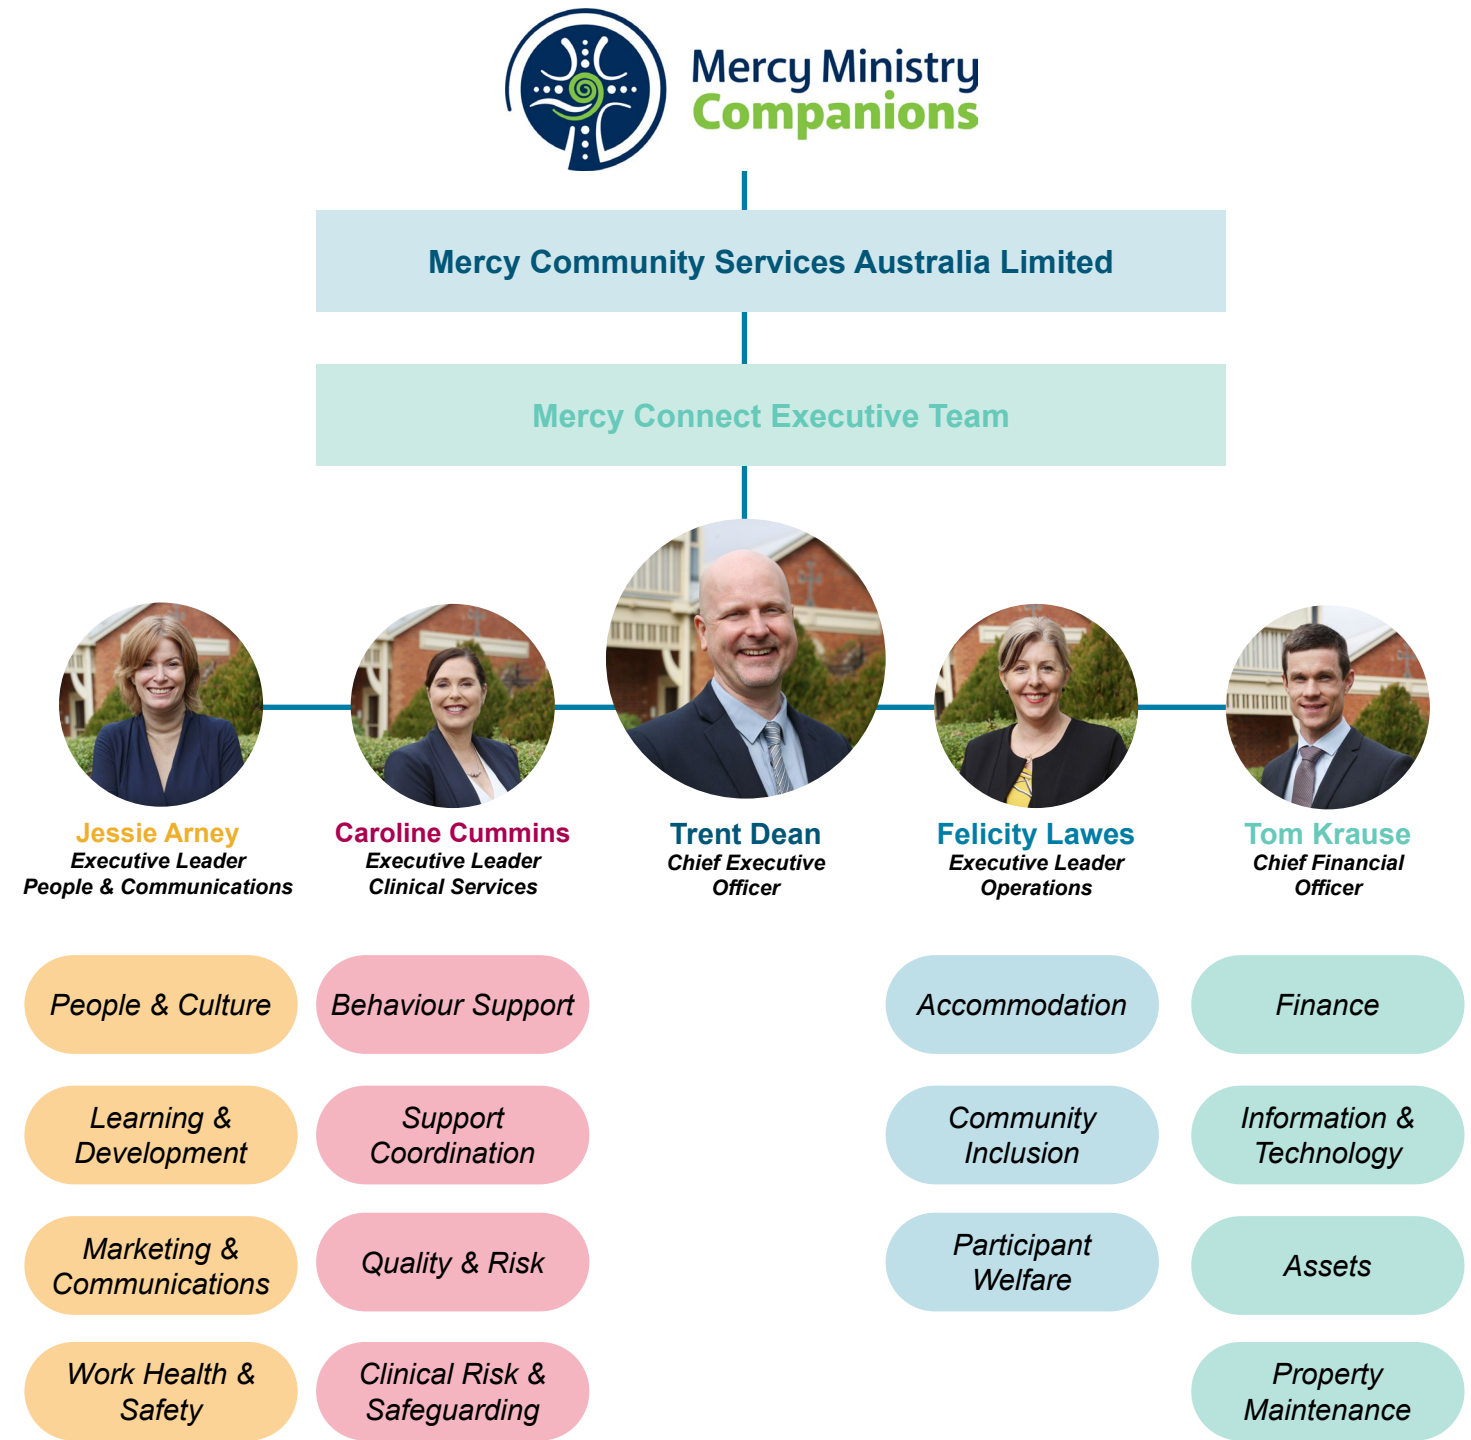 Mercy Ministry
Companions
Mercy Community Services Australia Limited
Mercy Connect Executive Team
Jessie Arney
Executive Leader
People & Communications
Caroline Cummins
Executive Leader
Clinical Services
Trent Dean
Chief Executive
Officer
Felicity Lawes
Executive Leader
Operations
Tom Krause
Chief Financial
Officer
People & Culture
Learning &
Development
Marketing &
Communications
Work Health &
Safety
Behaviour Support
Support
Coordination
Quality & Risk
Clinical Risk &
Safeguarding
Accommodation
Community
Inclusion
Participant
Welfare
Finance
Information &
Technology
Assets
Property
Maintenance